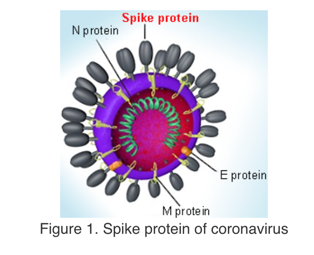 Spike protein
N protein
E protein
M protein
Figure 1. Spike protein of coronavirus